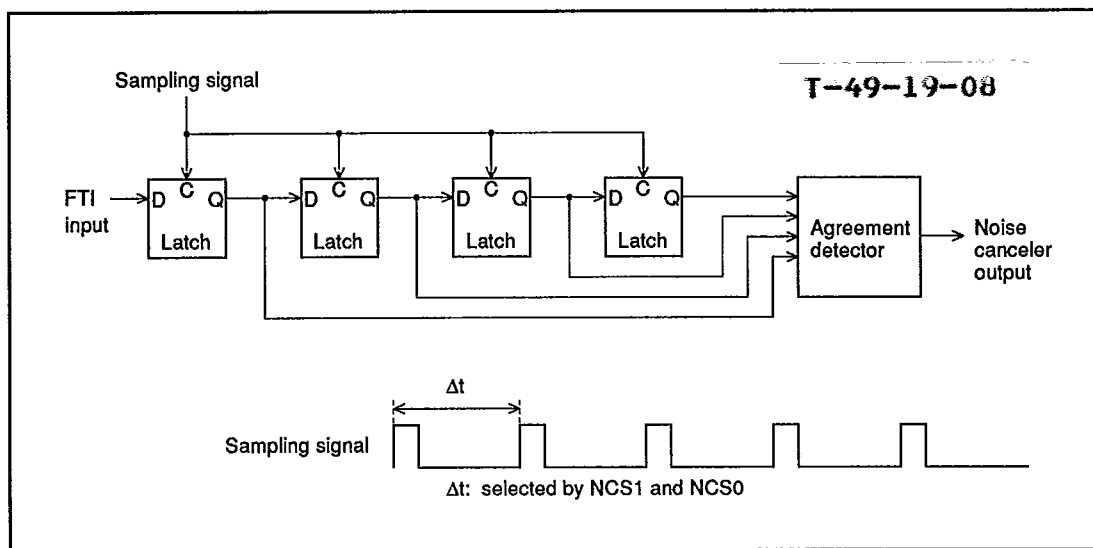 Sampling signal
T-49-19-08
FTI
input
D C Q
Latch
D C Q
Latch
D C Q
Latch
D C Q
Latch
Agreement
detector
Noise
canceler
output
Δt
Sampling signal
Δt: selected by NCS1 and NCS0